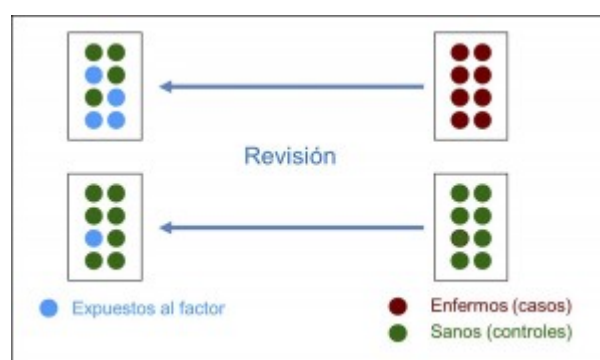 Revisión
Expuestos al factor
Enfermos (casos)
Sanos (controles)